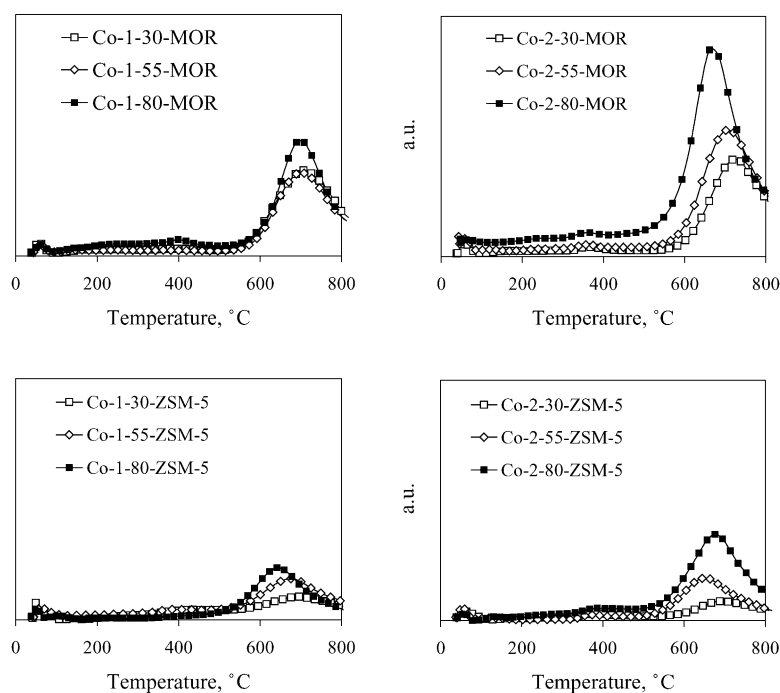 Co-1-30-MOR
Co-1-55-MOR
Co-1-80-MOR
0 200 400 600 800
Temperature, ˚C
a.u.
Co-2-30-MOR
Co-2-55-MOR
Co-2-80-MOR
0 200 400 600 800
Temperature, ˚C
Co-1-30-ZSM-5
Co-1-55-ZSM-5
Co-1-80-ZSM-5
0 200 400 600 800
Temperature, ˚C
a.u.
Co-2-30-ZSM-5
Co-2-55-ZSM-5
Co-2-80-ZSM-5
0 200 400 600 800
Temperature, ˚C